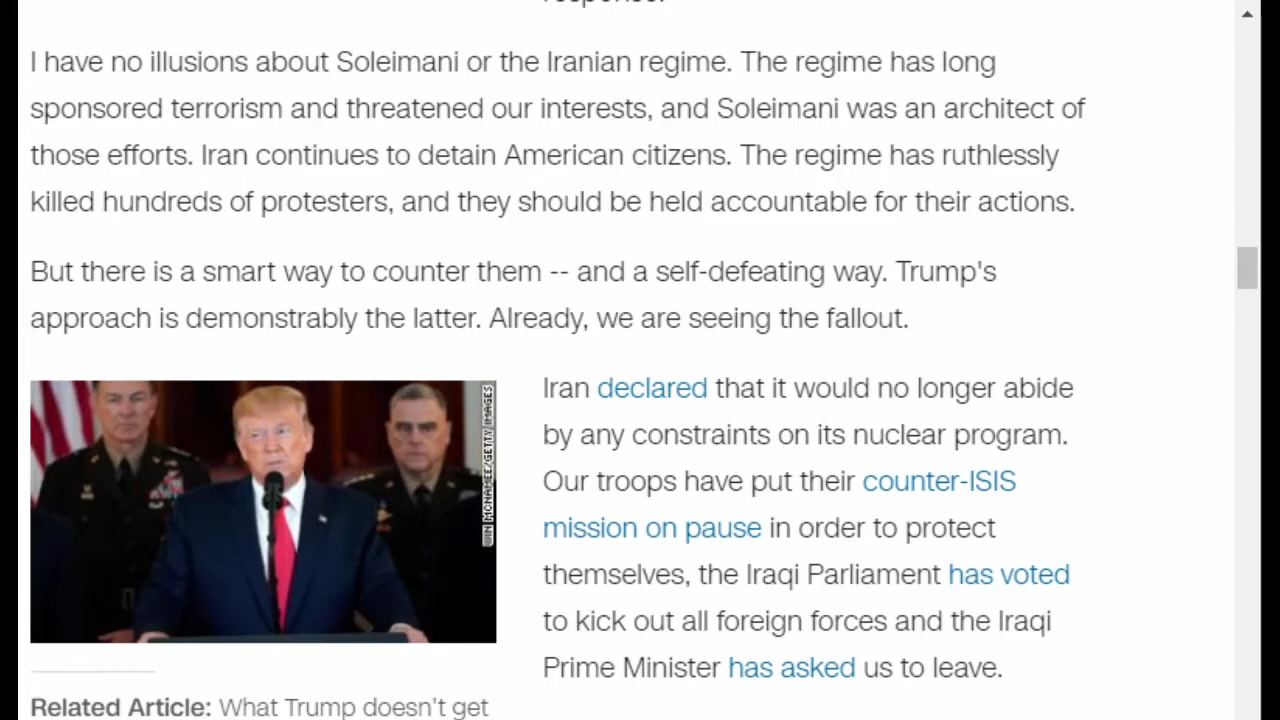 I have no illusions about Soleimani or the Iranian regime. The regime has long
sponsored terrorism and threatened our interests, and Soleimani was an architect of
those efforts. Iran continues to detain American citizens. The regime has ruthlessly
killed hundreds of protesters, and they should be held accountable for their actions.
But there is a smart way to counter them -- and a self-defeating way. Trump's
approach is demonstrably the latter. Already, we are seeing the fallout.
WIN MCNAMEE/GETTY IMAGES
Related Article: What Trump doesn't get
Iran declared that it would no longer abide
by any constraints on its nuclear program.
Our troops have put their counter-ISIS
mission on pause in order to protect
themselves, the Iraqi Parliament has voted
to kick out all foreign forces and the Iraqi
Prime Minister has asked us to leave.